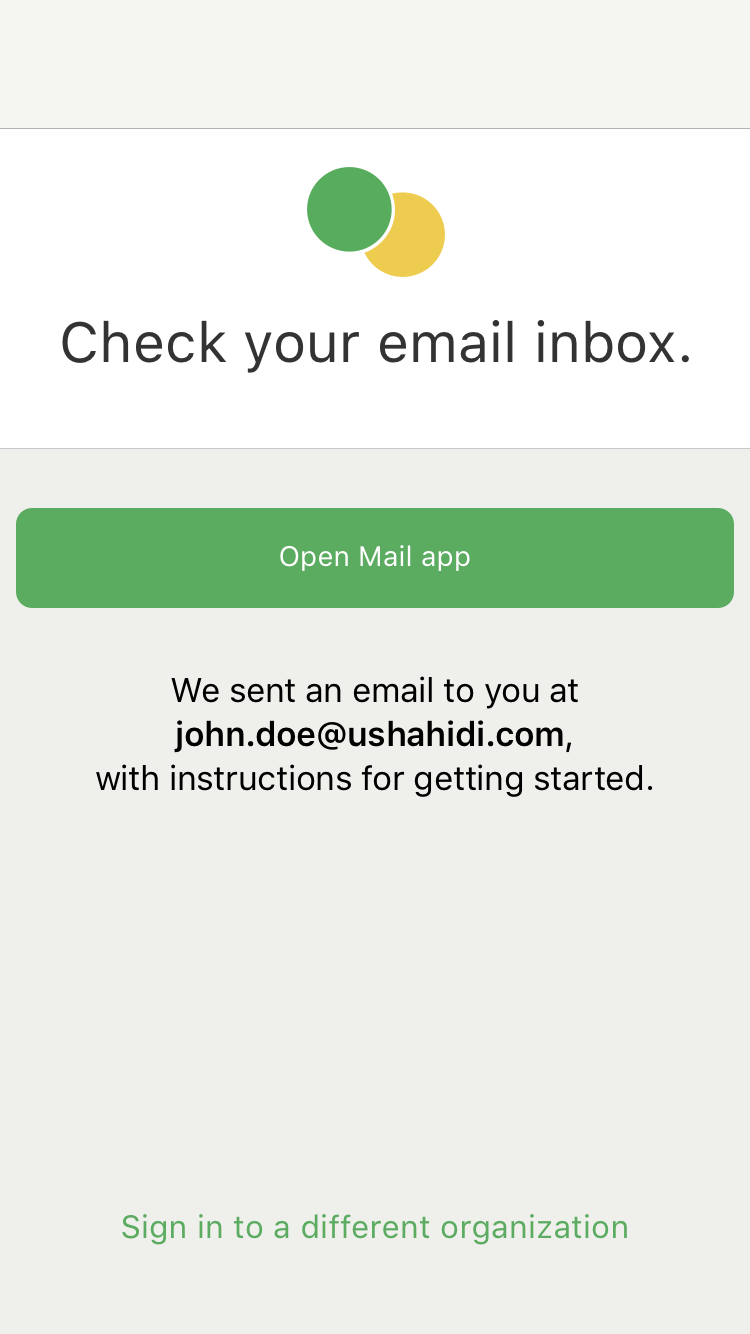 Check your email inbox.
Open Mail app
We sent an email to you at
john.doe@ushahidi.com,
with instructions for getting started.
Sign in to a different organization